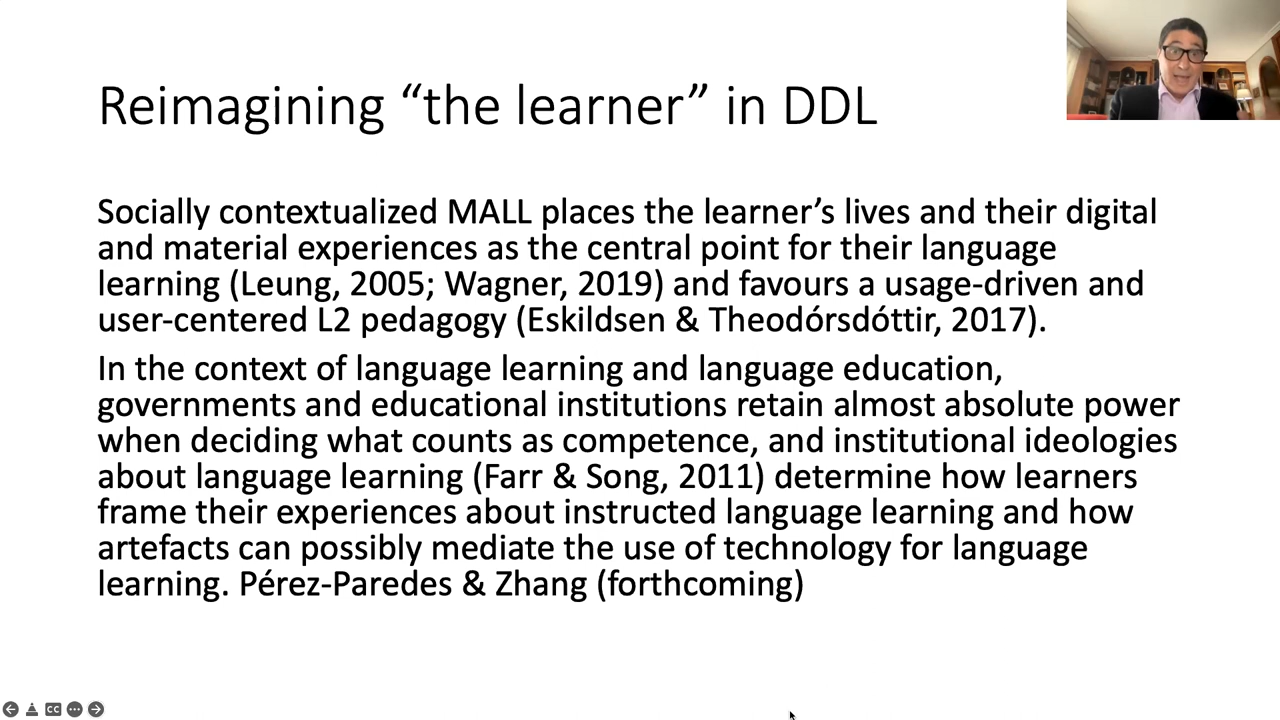 Reimagining “the learner” in DDL
Socially contextualized MALL places the learner’s lives and their digital
and material experiences as the central point for their language
learning (Leung, 2005; Wagner, 2019) and favours a usage-driven and
user-centered L2 pedagogy (Eskildsen & Theodórsdóttir, 2017).
In the context of language learning and language education,
governments and educational institutions retain almost absolute power
when deciding what counts as competence, and institutional ideologies
about language learning (Farr & Song, 2011) determine how learners
frame their experiences about instructed language learning and how
artefacts can possibly mediate the use of technology for language
learning. Pérez-Paredes & Zhang (forthcoming)
CC